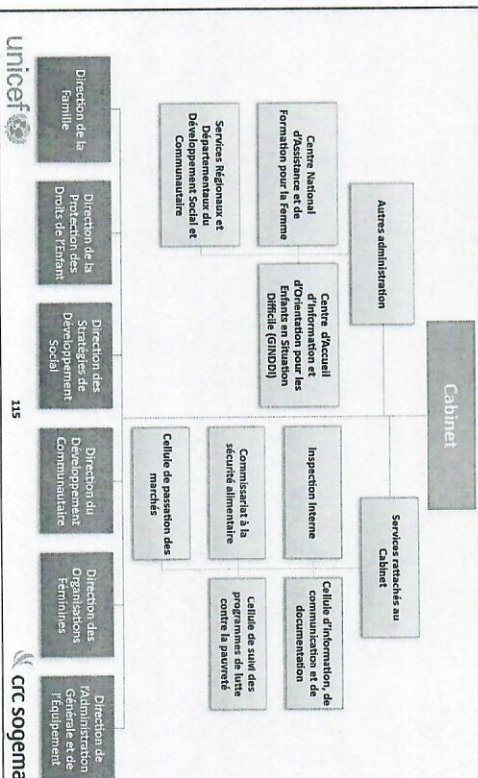 Cabinet
Autres administration
Services rattachés au
Cabinet
Centre National
d'Assistance et de
Formation pour la Femme
Centre d'Accueil
d'Information et
d'Orientation pour les
Enfants en Situation
Difficile (GINDDI)
Services Régionaux et
Départementaux du
Développement Social et
Communautaire
Inspection Interne
Cellule d'information, de
communication et de
documentation
Commissariat à la
sécurité alimentaire
Cellule de suivi des
programmes de lutte
contre la pauvreté
Cellule de passation des
marchés
Direction de la
Famille
Direction de la
Protection des
Droits de l'Enfant
Direction des
Stratégies de
Développement
Social
Direction du
Développement
Communautaire
Direction des
Organisations
Féminines
Direction de
l'Administration
Générale et de
l'Équipement
unicef
115
crc sogema